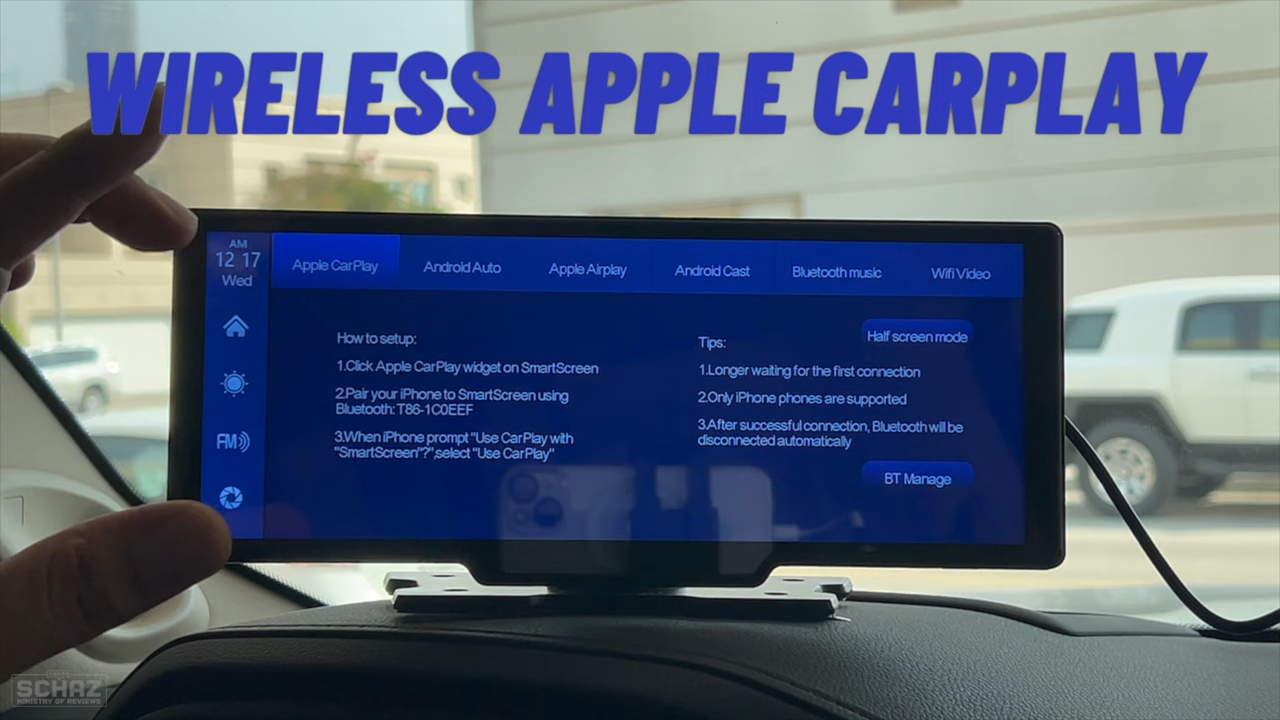 WIRELESS APPLE CARPLAY
AM
12 17
Wed
FM
Apple CarPlay
Android Auto
Apple Airplay
Android Cast
Bluetooth music
Wifi Video
How to setup:
1.Click Apple CarPlay widget on SmartScreen
2.Pair your iPhone to SmartScreen using
Bluetooth: T86-1C0EEF
3.When iPhone prompt "Use CarPlay with
"SmartScreen"?",select "Use CarPlay"
Tips:
Half screen mode
1.Longer waiting for the first connection
2.Only iPhone phones are supported
3.After successful connection, Bluetooth will be
disconnected automatically
BT Manage
SCHAZ
MINISTRY OF REVIEWS